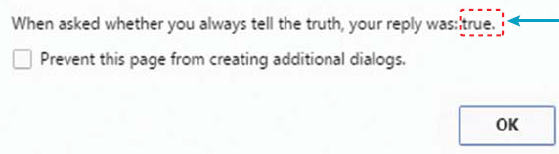 When asked whether you always tell the truth, your reply was: true.
Prevent this page from creating additional dialogs.
OK